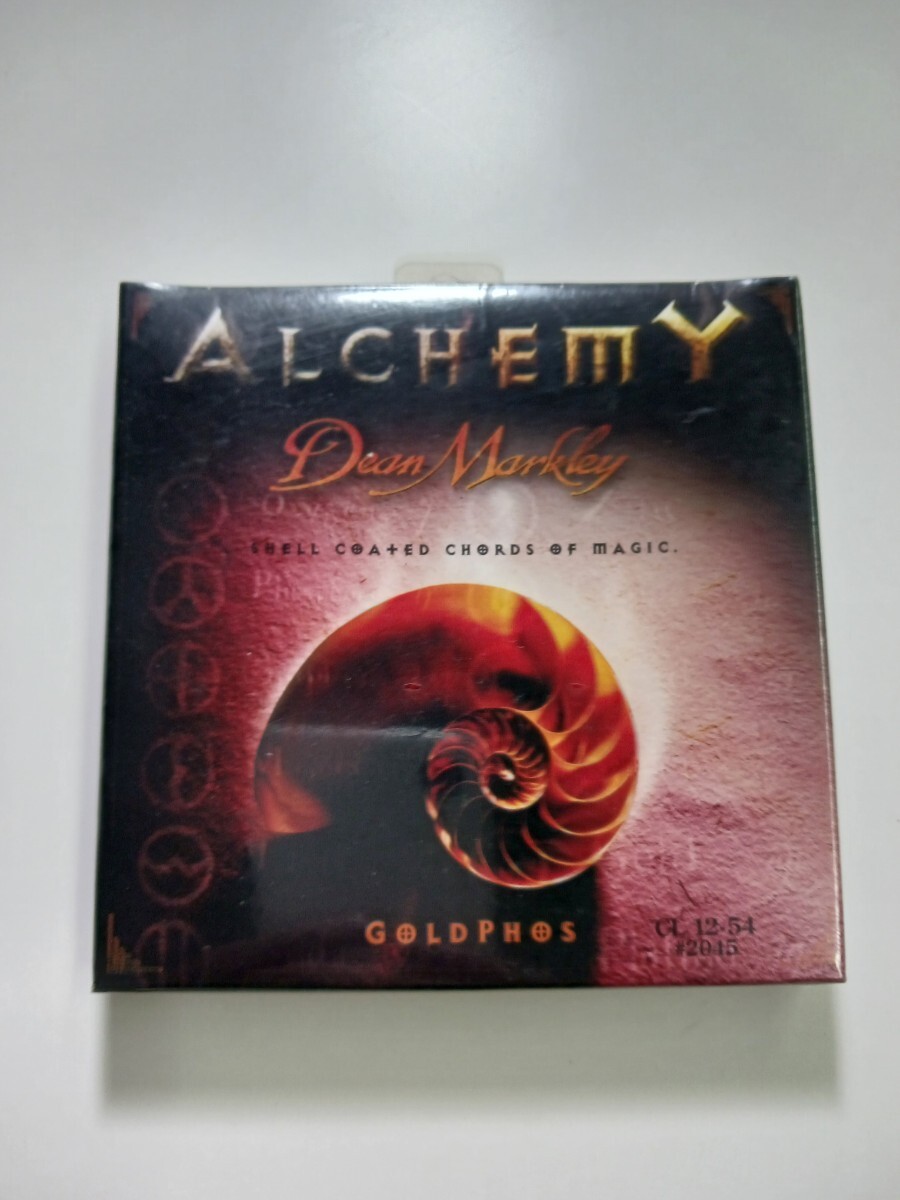 ALCHEMY
Dean Markley
SHELL COATED CHORDS OF MAGIC.
GOLDPHOS
CL 12-54
#2045